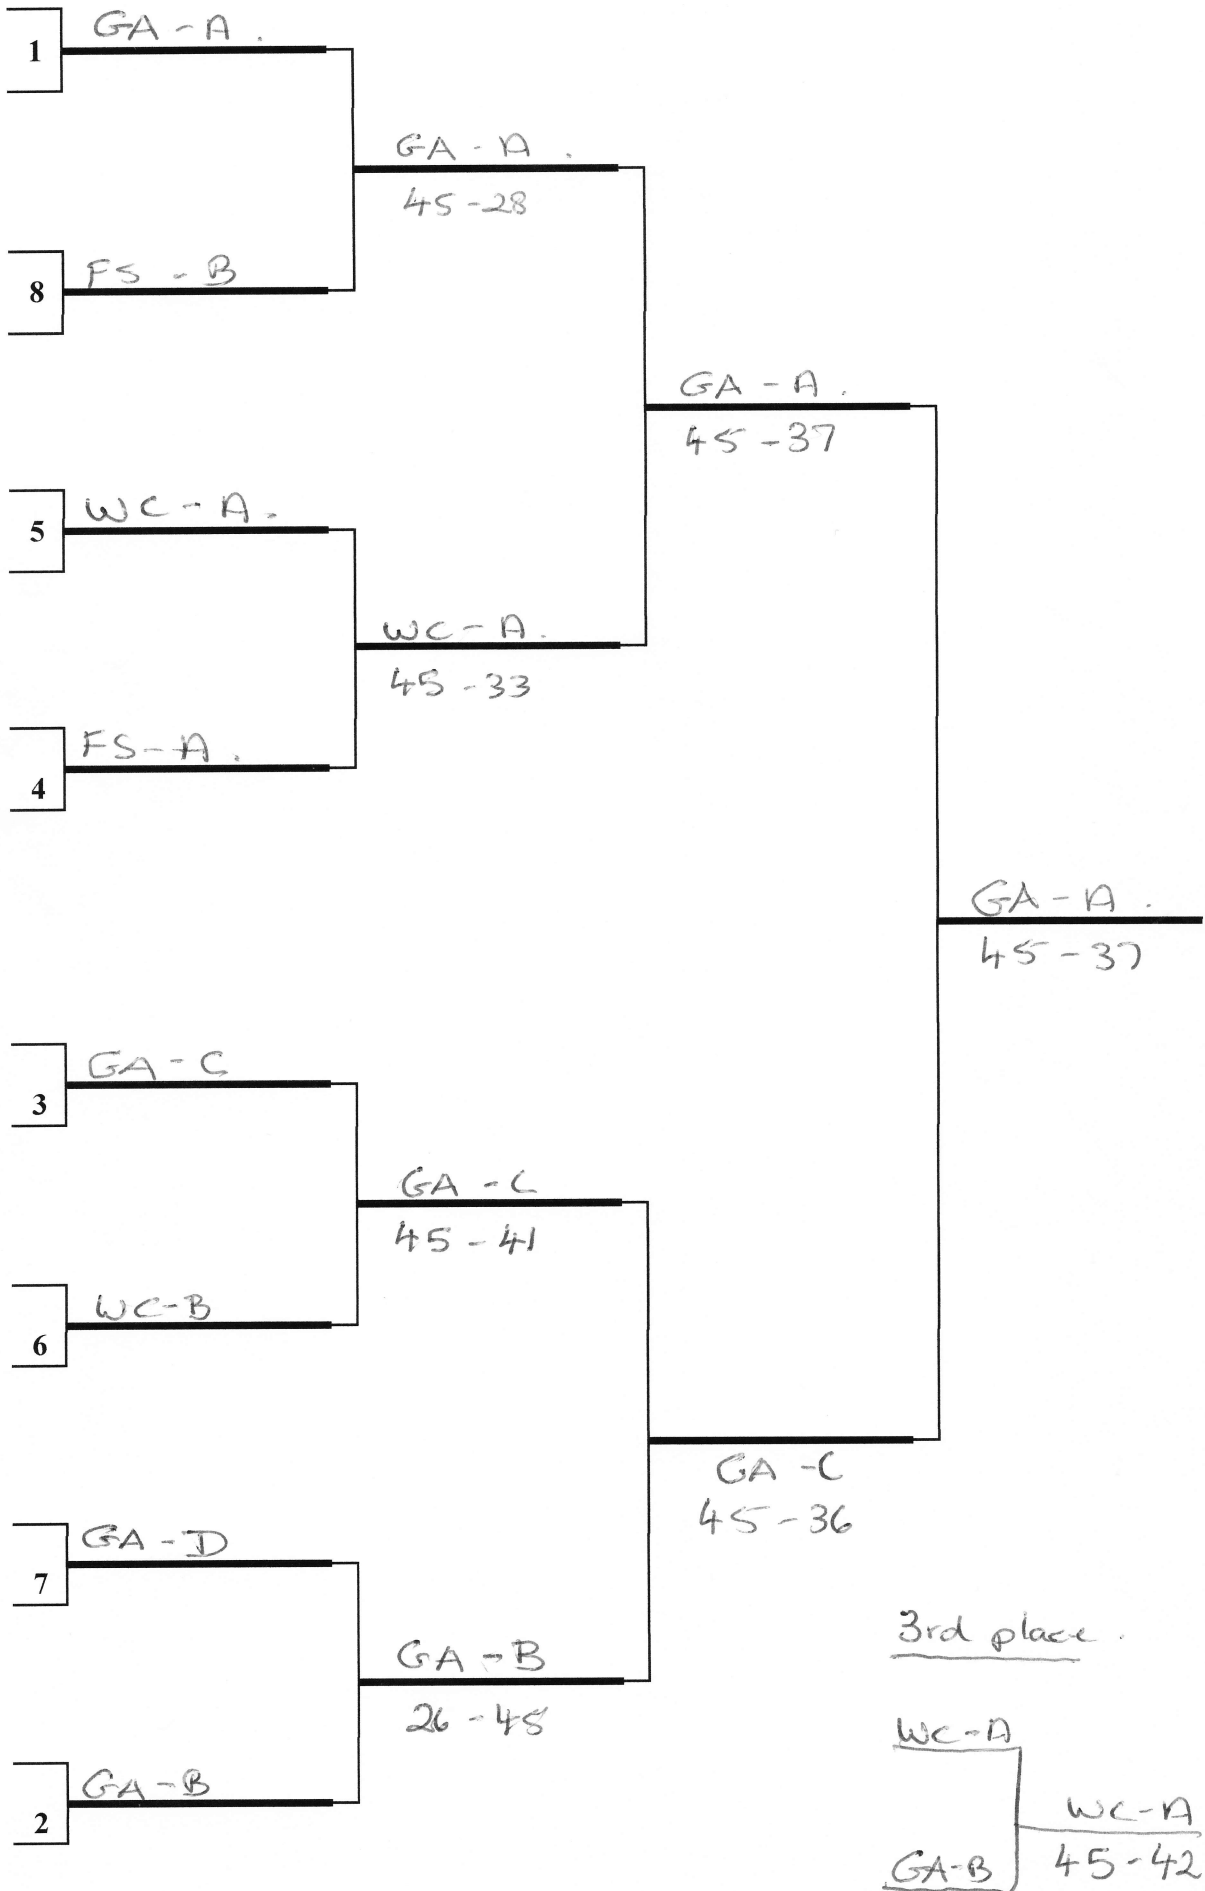 1 GA - A .
GA - A .
45 - 28
8 FS - B
GA - A .
45 - 37
5 WC - A .
WC - A .
45 - 33
4 FS - A .
GA - A .
45 - 37
3 GA - C
GA - C
45 - 41
6 WC - B
GA - C
45 - 36
7 GA - D
3rd place .
GA - B
26 - 45
WC - A
2 GA - B
WC - A
45 - 42
GA - B